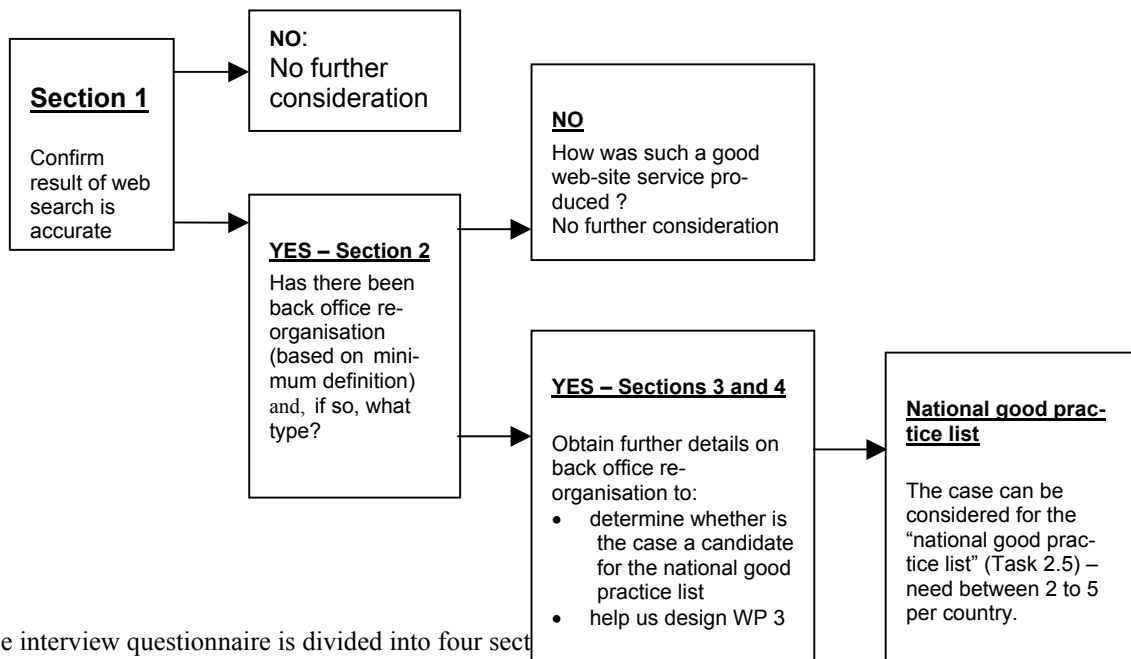 Section 1
Confirm
result of web
search is
accurate
NO:
No further
consideration
YES – Section 2
Has there been
back office re-
organisation
(based on mini-
mum definition)
and, if so, what
type?
NO
How was such a good
web-site service pro-
duced ?
No further consideration
YES – Sections 3 and 4
Obtain further details on
back office re-
organisation to:
• determine whether is
the case a candidate
for the national good
practice list
• help us design WP 3
National good prac-
tice list
The case can be
considered for the
“national good prac-
tice list” (Task 2.5) –
need between 2 to 5
per country.
e interview questionnaire is divided into four sect